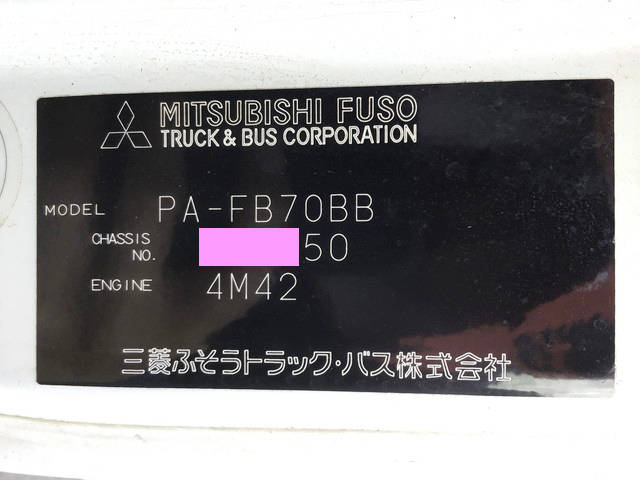 MITSUBISHI FUSO
TRUCK & BUS CORPORATION
MODEL PA-FB70BB
CHASSIS NO. 50
ENGINE 4M42
三菱ふそうトラック・バス株式会社